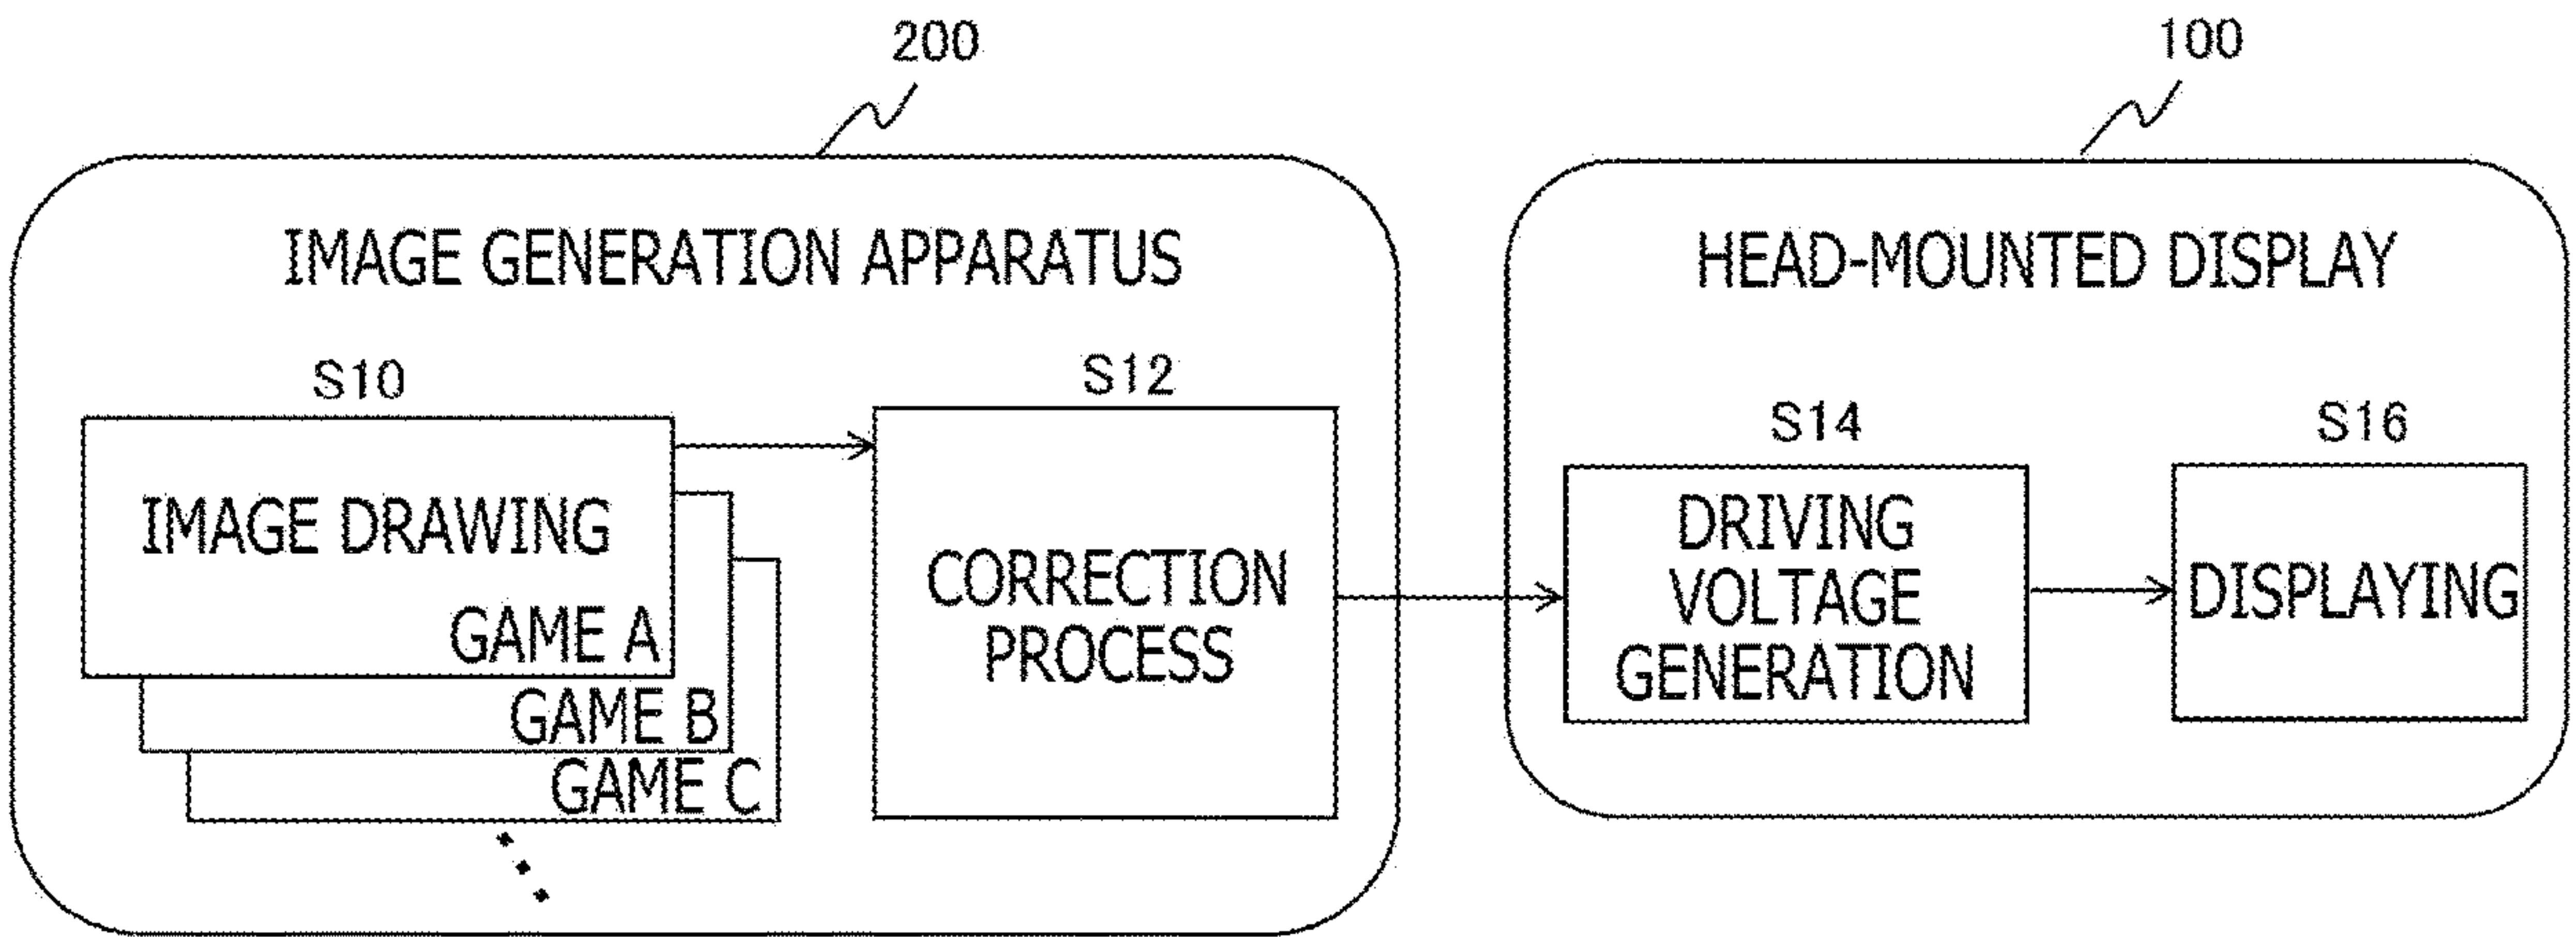 200
100
IMAGE GENERATION APPARATUS
HEAD-MOUNTED DISPLAY
S10
S12
S14
S16
IMAGE DRAWING
GAME A
GAME B
GAME C
CORRECTION
PROCESS
DRIVING
VOLTAGE
GENERATION
DISPLAYING